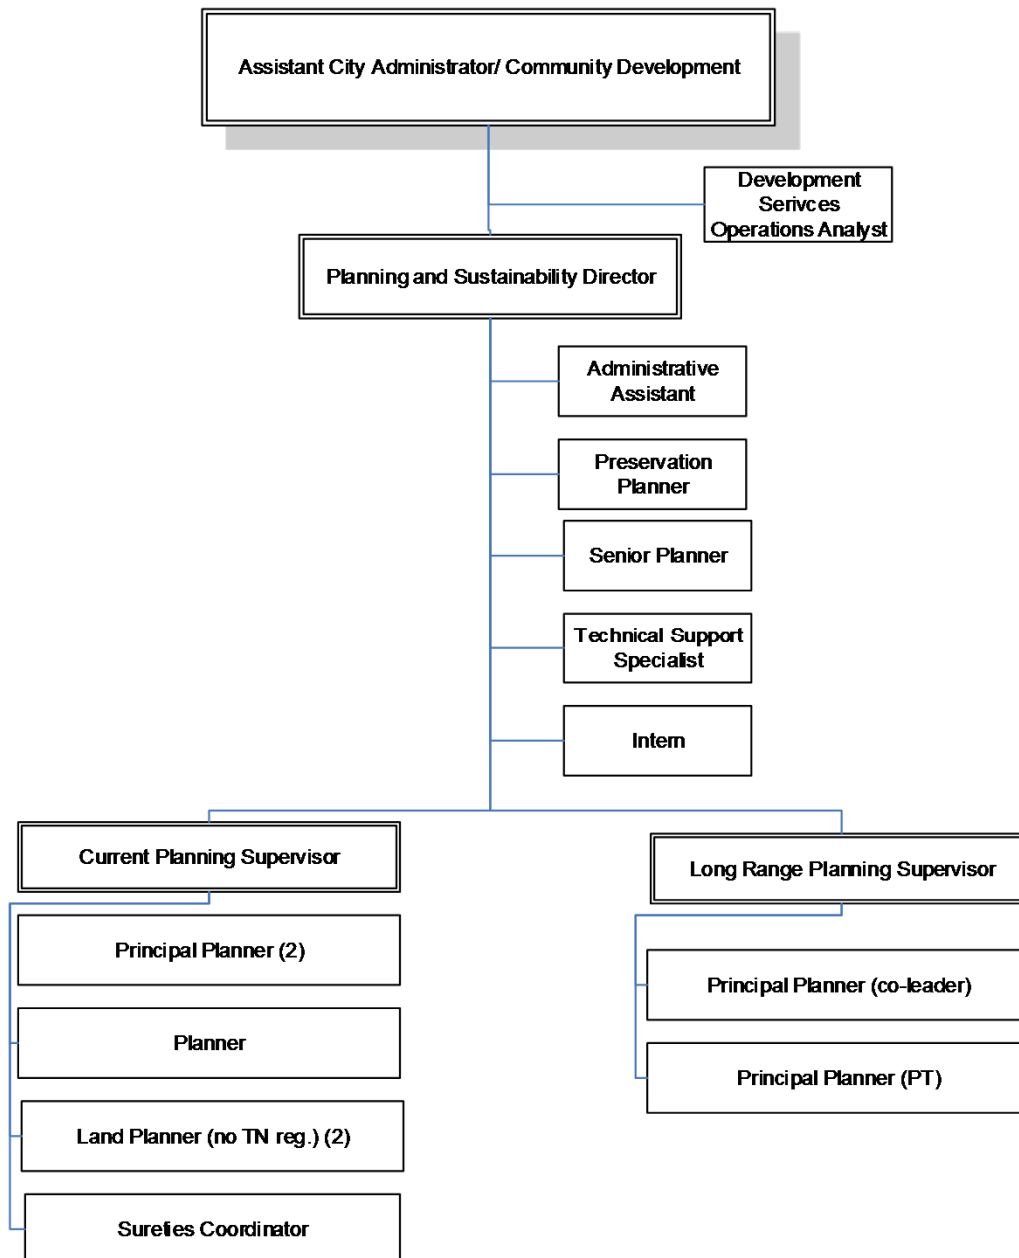 Assistant City Administrator/ Community Development
Development
Serivces
Operations Analyst
Planning and Sustainability Director
Administrative
Assistant
Preservation
Planner
Senior Planner
Technical Support
Specialist
Intern
Current Planning Supervisor
Long Range Planning Supervisor
Principal Planner (2)
Principal Planner (co-leader)
Planner
Principal Planner (PT)
Land Planner (no TN reg.) (2)
Sureties Coordinator